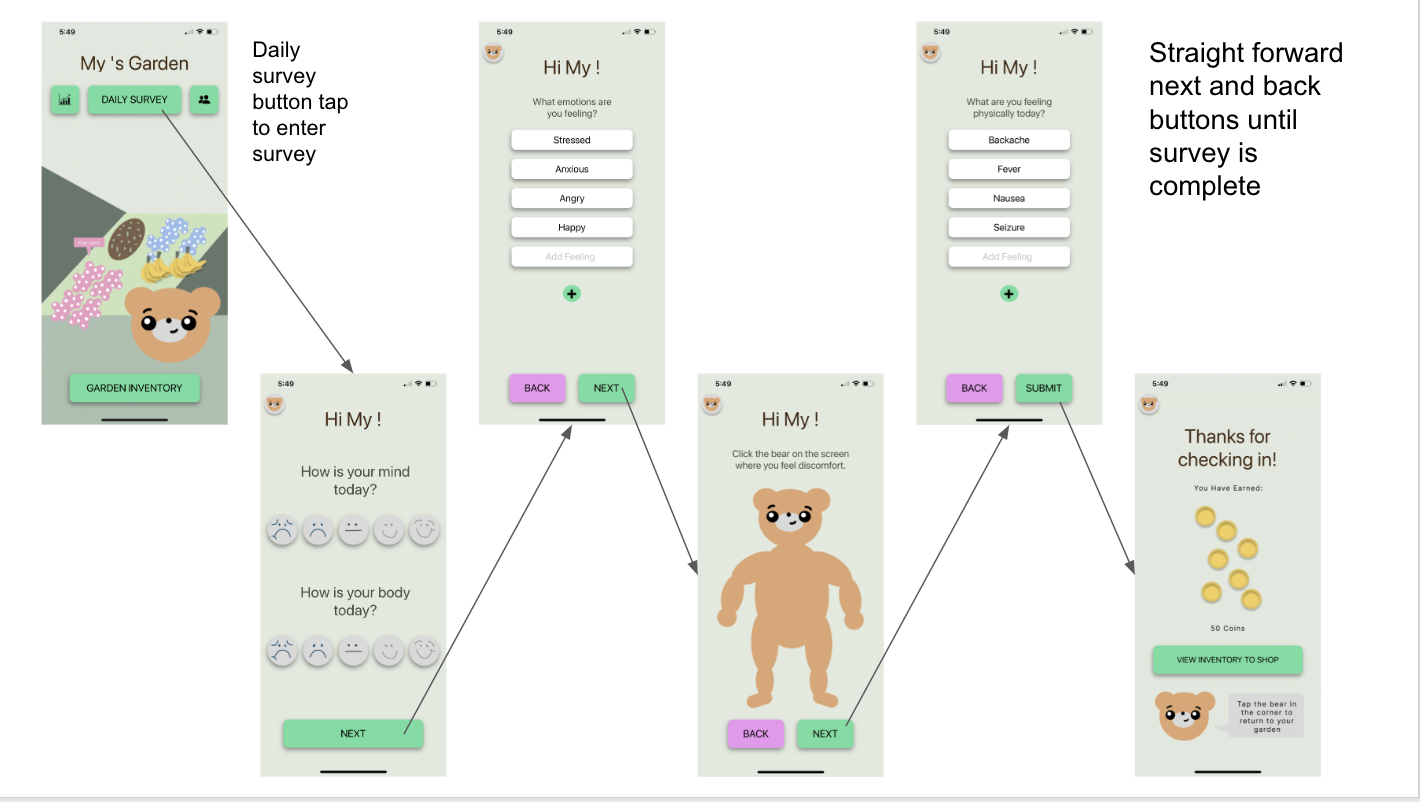 5:49
My 's Garden
DAILY SURVEY
GARDEN INVENTORY
Daily
survey
button tap
to enter
survey
5:49
Hi My !
How is your mind
today?
How is your body
today?
NEXT
5:49
Hi My !
What emotions are
you feeling?
Stressed
Anxious
Angry
Happy
Add Feeling
BACK
NEXT
5:49
Hi My !
Click the bear on the screen
where you feel discomfort.
BACK
NEXT
5:49
Hi My !
What are you feeling
physically today?
Backache
Fever
Nausea
Seizure
Add Feeling
BACK
SUBMIT
Straight forward
next and back
buttons until
survey is
complete
5:49
Thanks for
checking in!
You Have Earned:
50 Coins
VIEW INVENTORY TO SHOP
Tap the bear in
the corner to
return to your
garden